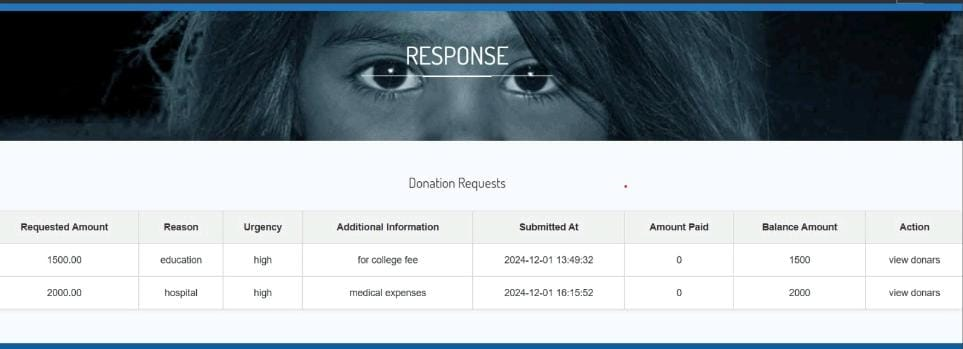 RESPONSE
Donation Requests
Requested Amount Reason Urgency Additional Information Submitted At Amount Paid Balance Amount Action
1500.00 education high for college fee 2024-12-01 13:49:32 0 1500 view donars
2000.00 hospital high medical expenses 2024-12-01 16:15:52 0 2000 view donars